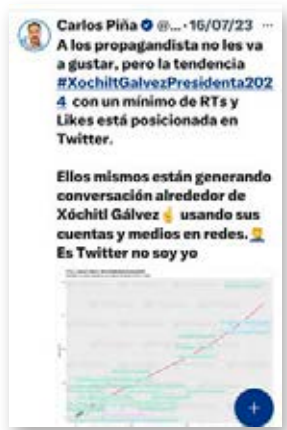 Carlos Piña @... · 16/07/23 ...
A los propagandista no les va
a gustar, pero la tendencia
#XochiltGalvezPresidenta202
4 con un mínimo de RTs y
Likes está posicionada en
Twitter.
Ellos mismos están generando
conversación alrededor de
Xóchitl Gálvez☝️ usando sus
cuentas y medios en redes.🤦
Es Twitter no soy yo
+